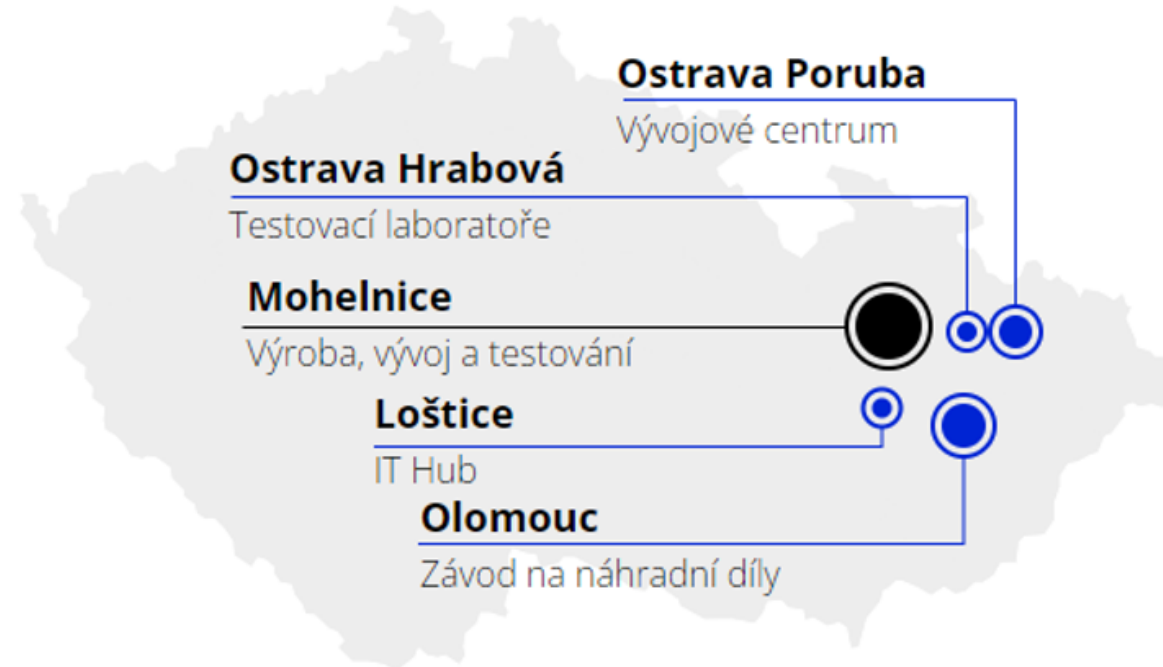 Ostrava Poruba
Vývojové centrum
Ostrava Hrabová
Testovací laboratoře
Mohelnice
Výroba, vývoj a testování
Loštice
IT Hub
Olomouc
Závod na náhradní díly